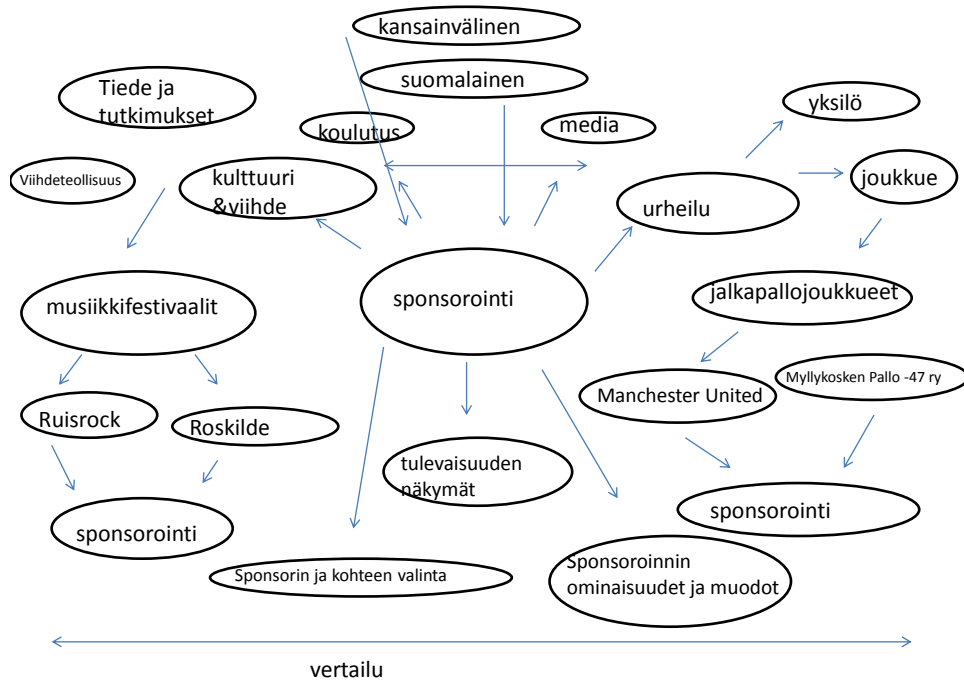 kansainvälinen
suomalainen
Tiede ja
tutkimukset
koulutus
media
yksilö
Viihdeteollisuus
kulttuuri
&viihde
urheilu
joukkue
musiikkifestivaalit
sponsorointi
jalkapallojoukkueet
Ruisrock
Roskilde
Manchester United
Myllykosken Pallo -47 ry
tulevaisuuden
näkymät
sponsorointi
sponsorointi
Sponsorin ja kohteen valinta
Sponsoroinnin
ominaisuudet ja muodot
vertailu